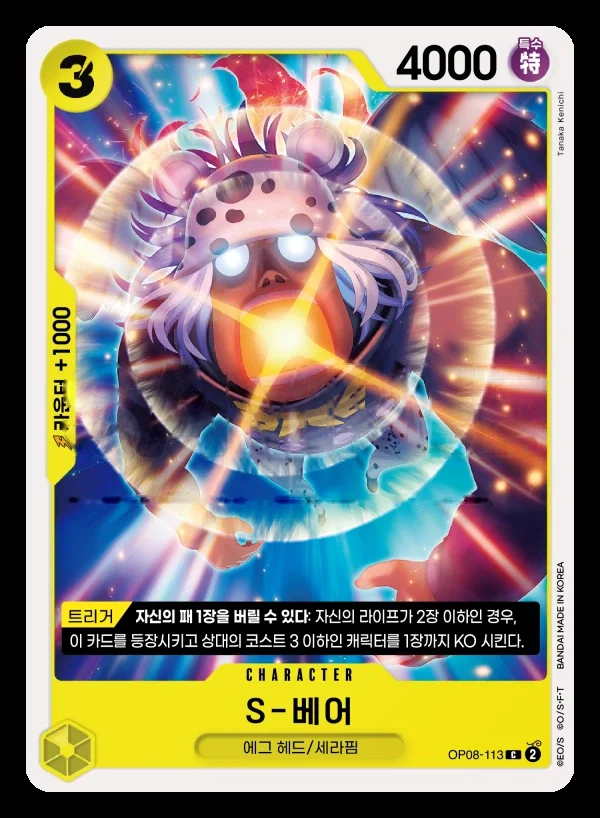 3
4000
특수
特
Tanaka Kenichi
카운터 +1000
트리거 자신의 패 1장을 버릴 수 있다: 자신의 라이프가 2장 이하인 경우,
이 카드를 등장시키고 상대의 코스트 3 이하인 캐릭터를 1장까지 KO 시킨다.
CHARACTER
S-베어
에그 헤드/세라핌
OP08-113 C 2
©EO/S ©O/S·F·T BANDAI MADE IN KOREA